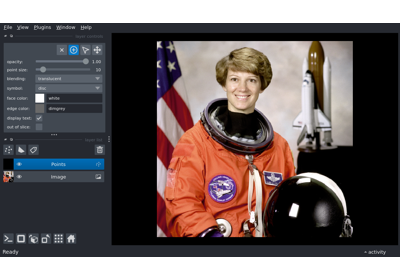 File View Plugins Window Help
opacity: 1.00
point size: 10
blending: translucent
symbol: disc
face color: white
edge color: dimgray
display text:
out of slice:
Points
Image
Ready
activity